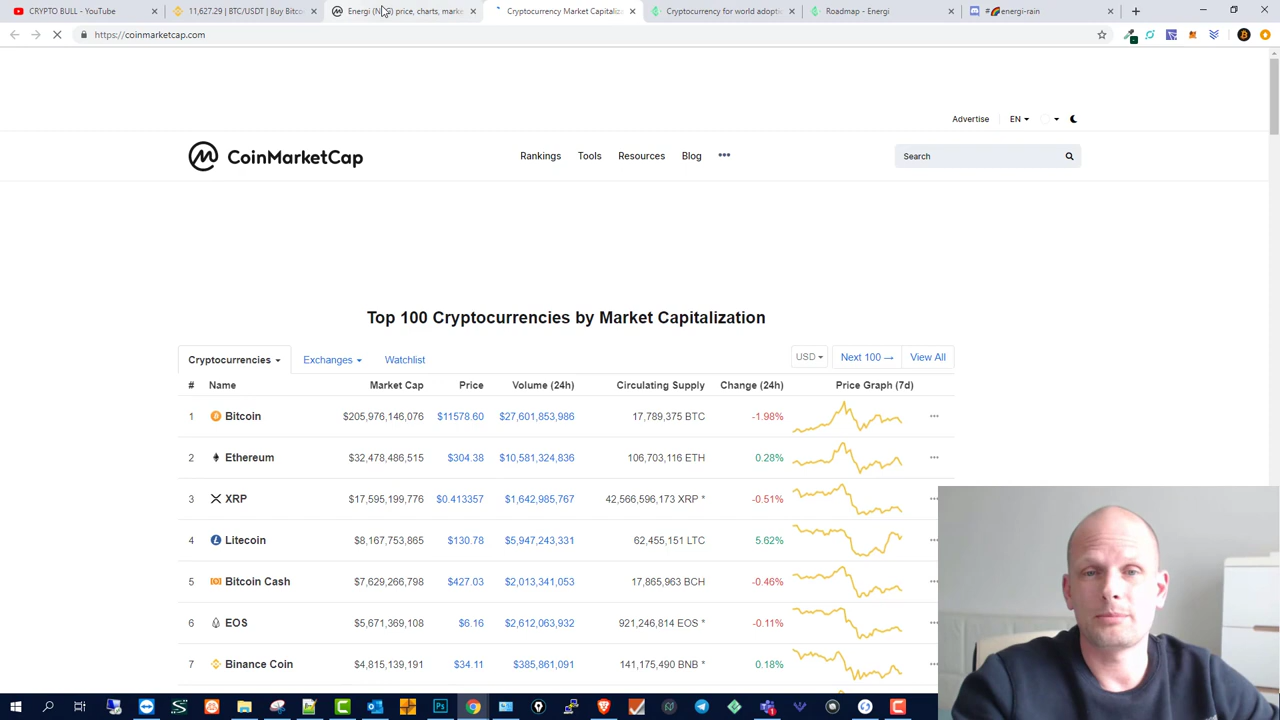 CRYPTO BULL - YouTube
11,627.29 | BTC/USDT | Buy Bitco
Energi (NRG) price, charts, marke
Cryptocurrency Market Capitaliza
Cryptocurrency for world adoptio
Roadmap - Energi
#🌈energi-rain
https://coinmarketcap.com
Advertise
EN
CoinMarketCap
Rankings
Tools
Resources
Blog
•••
Search
Top 100 Cryptocurrencies by Market Capitalization
Cryptocurrencies
Exchanges
Watchlist
USD
Next 100 →
View All
# Name Market Cap Price Volume (24h) Circulating Supply Change (24h) Price Graph (7d)
1 Bitcoin $205,976,146,076 $11578.60 $27,601,853,986 17,789,375 BTC -1.98%
2 Ethereum $32,478,486,515 $304.38 $10,581,324,836 106,703,116 ETH 0.28%
3 XRP $17,595,199,776 $0.413357 $1,642,985,767 42,566,596,173 XRP * -0.51%
4 Litecoin $8,167,753,865 $130.78 $5,947,243,331 62,455,151 LTC 5.62%
5 Bitcoin Cash $7,629,266,798 $427.03 $2,013,341,053 17,865,963 BCH -0.46%
6 EOS $5,671,369,108 $6.16 $2,612,063,932 921,246,814 EOS * -0.11%
7 Binance Coin $4,815,139,191 $34.11 $385,861,091 141,175,490 BNB * 0.18%